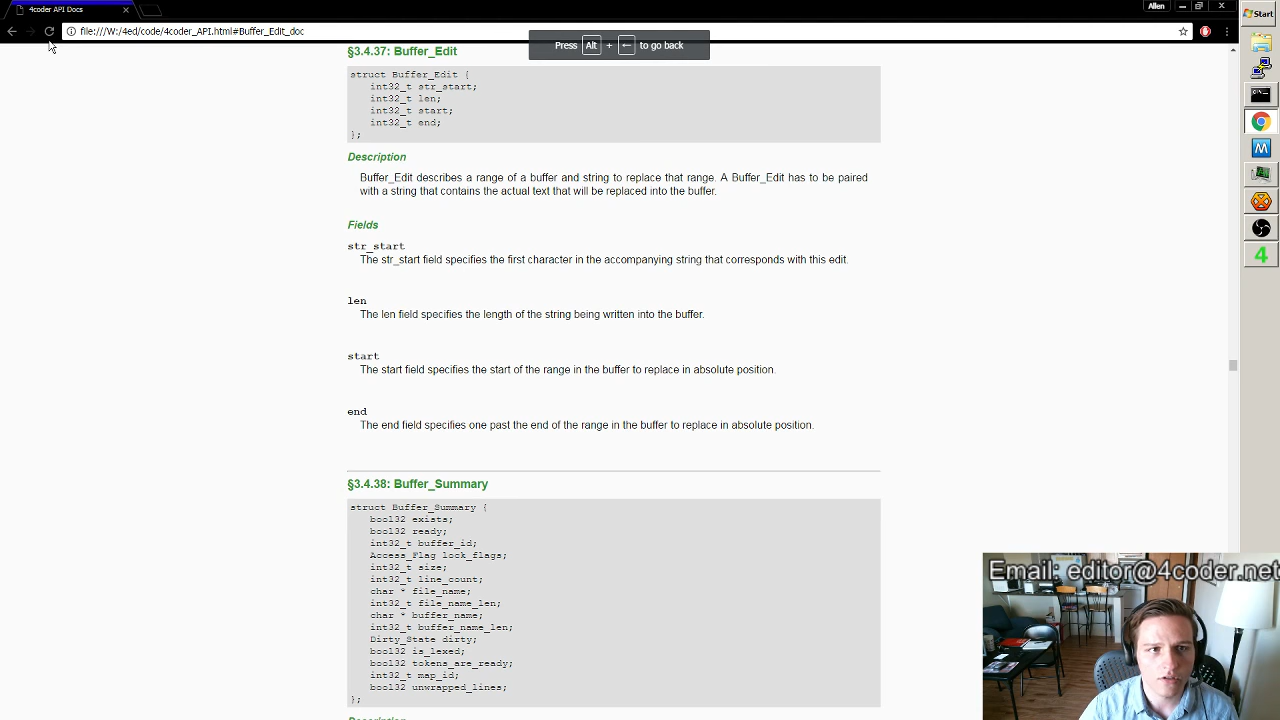 4coder API Docs
Allen
file:///W:/4ed/code/4coder_API.html#Buffer_Edit_doc
Start
Press Alt + ← to go back
§3.4.37: Buffer_Edit
struct Buffer_Edit {
int32_t str_start;
int32_t len;
int32_t start;
int32_t end;
};
Description
Buffer_Edit describes a range of a buffer and string to replace that range. A Buffer_Edit has to be paired
with a string that contains the actual text that will be replaced into the buffer.
Fields
str_start
The str_start field specifies the first character in the accompanying string that corresponds with this edit.
len
The len field specifies the length of the string being written into the buffer.
start
The start field specifies the start of the range in the buffer to replace in absolute position.
end
The end field specifies one past the end of the range in the buffer to replace in absolute position.
§3.4.38: Buffer_Summary
struct Buffer_Summary {
bool32 exists;
bool32 ready;
int32_t buffer_id;
Access_Flag lock_flags;
int32_t size;
int32_t line_count;
char * file_name;
int32_t file_name_len;
char * buffer_name;
int32_t buffer_name_len;
Dirty_State dirty;
bool32 is_lexed;
bool32 tokens_are_ready;
int32_t map_id;
bool32 unwrapped_lines;
};
Description
Email: editor@4coder.net
M
4